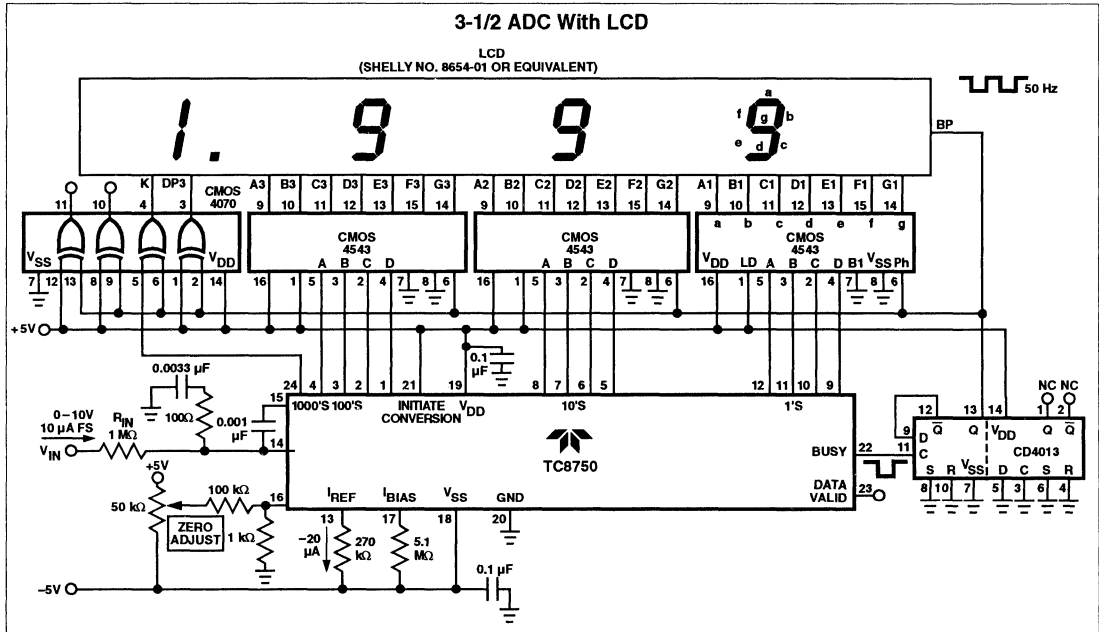 3-1/2 ADC With LCD
LCD
(SHELLY NO. 8654-01 OR EQUIVALENT)
50 Hz
1. 9 9 9
a
f g b
e d c
BP
K DP3 CMOS 4070 A3 B3 C3 D3 E3 F3 G3 A2 B2 C2 D2 E2 F2 G2 A1 B1 C1 D1 E1 F1 G1
11 10 4 3 9 10 11 12 13 15 14 9 10 11 12 13 15 14 9 10 11 12 13 15 14
a b c d e f g
CMOS 4543 CMOS 4543 CMOS 4543
VSS VDD A B C D A B C D VDD LD A B C D B1 VSS Ph
7 12 13 8 9 5 6 1 2 14 16 1 5 3 2 4 7 8 6 16 1 5 3 2 4 7 8 6 16 1 5 3 2 4 7 8 6
+5V
0.0033 µF
0.1 µF
24 4 3 2 1 21 19 8 7 6 5 12 11 10 9
15 1000'S 100'S INITIATE CONVERSION VDD 10'S 1'S
100Ω
0.001 µF
0–10V
10 µA FS
RIN
1 MΩ
VIN
14
TC8750
BUSY 22
DATA VALID 23
NC NC
12 13 14 1 2
Q̅ Q VDD Q Q̅
9 D
11 C
CD4013
S R VSS D C S R
8 10 7 5 3 6 4
+5V
50 kΩ
100 kΩ
16
ZERO ADJUST
1 kΩ
IREF IBIAS VSS GND
13 17 18 20
–20 µA
270 kΩ
5.1 MΩ
0.1 µF
–5V